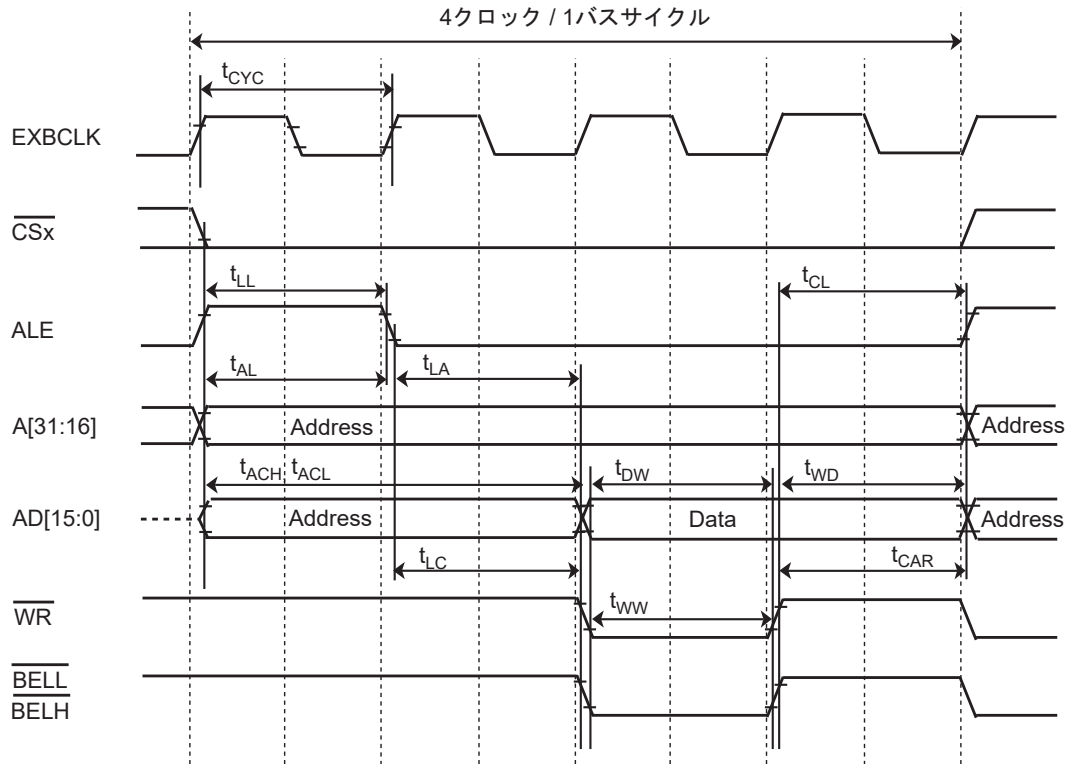 4クロック / 1バスサイクル
tCYC
EXBCLK
CSx
tLL
tCL
ALE
tAL
tLA
A[31:16]
Address
Address
tACH, tACL
tDW
tWD
AD[15:0]
Address
Data
Address
tLC
tCAR
WR
tWW
BELL
BELH